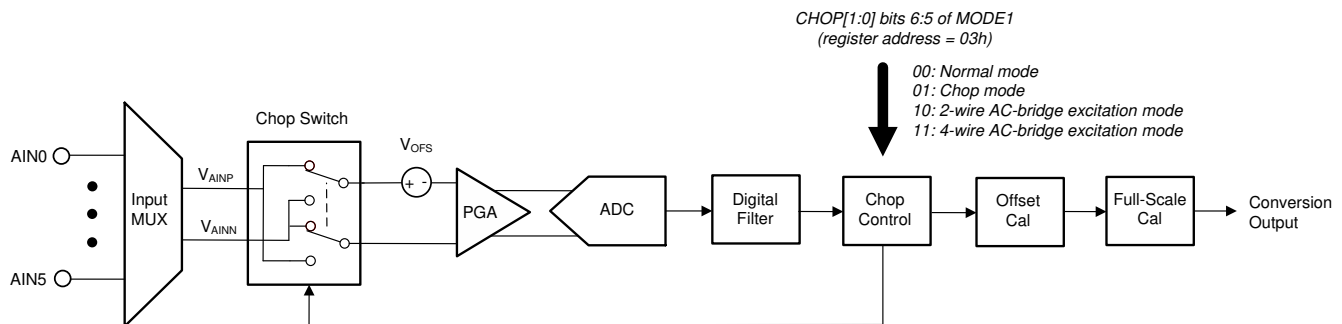 CHOP[1:0] bits 6:5 of MODE1
(register address = 03h)
00: Normal mode
01: Chop mode
10: 2-wire AC-bridge excitation mode
11: 4-wire AC-bridge excitation mode
Chop Switch
AIN0
AIN5
Input
MUX
VAINP
VAINN
VOFS
+ -
PGA
ADC
Digital
Filter
Chop
Control
Offset
Cal
Full-Scale
Cal
Conversion
Output